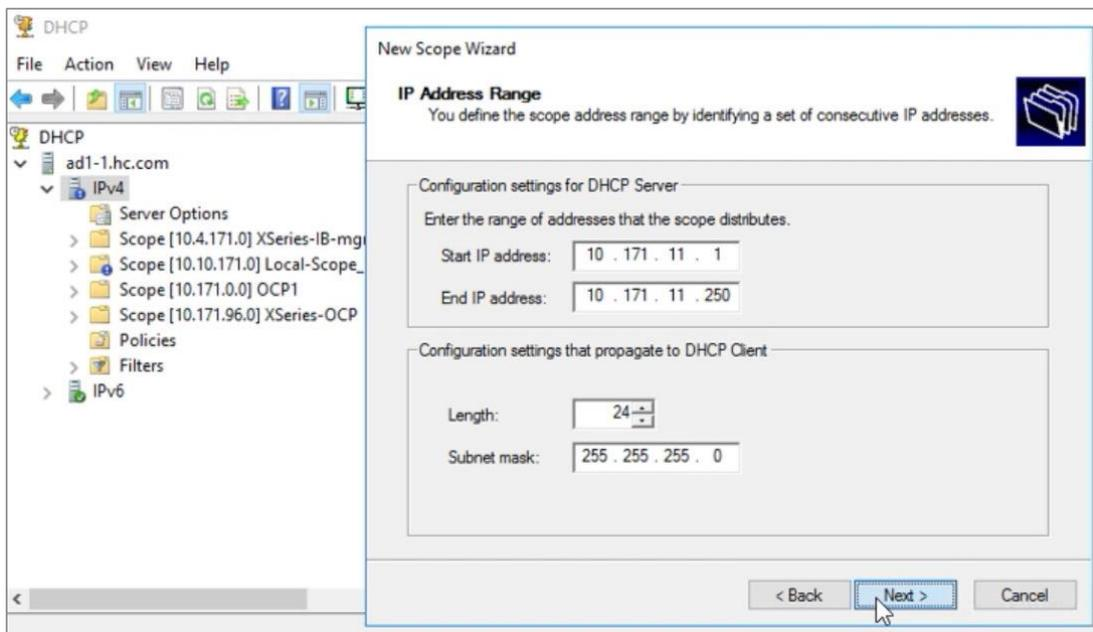 DHCP
File Action View Help
DHCP
ad1-1.hc.com
IPv4
Server Options
Scope [10.4.171.0] XSeries-IB-mg
Scope [10.10.171.0] Local-Scope_
Scope [10.171.0.0] OCP1
Scope [10.171.96.0] XSeries-OCP
Policies
Filters
IPv6
New Scope Wizard
IP Address Range
You define the scope address range by identifying a set of consecutive IP addresses.
Configuration settings for DHCP Server
Enter the range of addresses that the scope distributes.
Start IP address: 10 . 171 . 11 . 1
End IP address: 10 . 171 . 11 . 250
Configuration settings that propagate to DHCP Client
Length: 24
Subnet mask: 255 . 255 . 255 . 0
< Back Next > Cancel